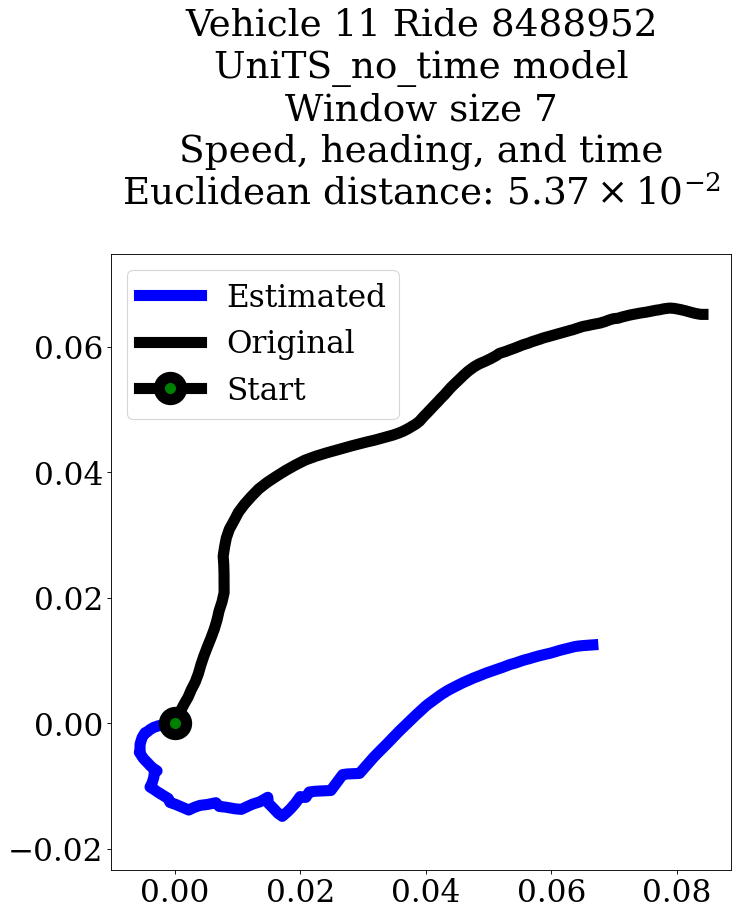 Vehicle 11 Ride 8488952
UniTS_no_time model
Window size 7
Speed, heading, and time
Euclidean distance: 5.37 × 10⁻²
Estimated
Original
Start
0.06
0.04
0.02
0.00
−0.02
0.00 0.02 0.04 0.06 0.08